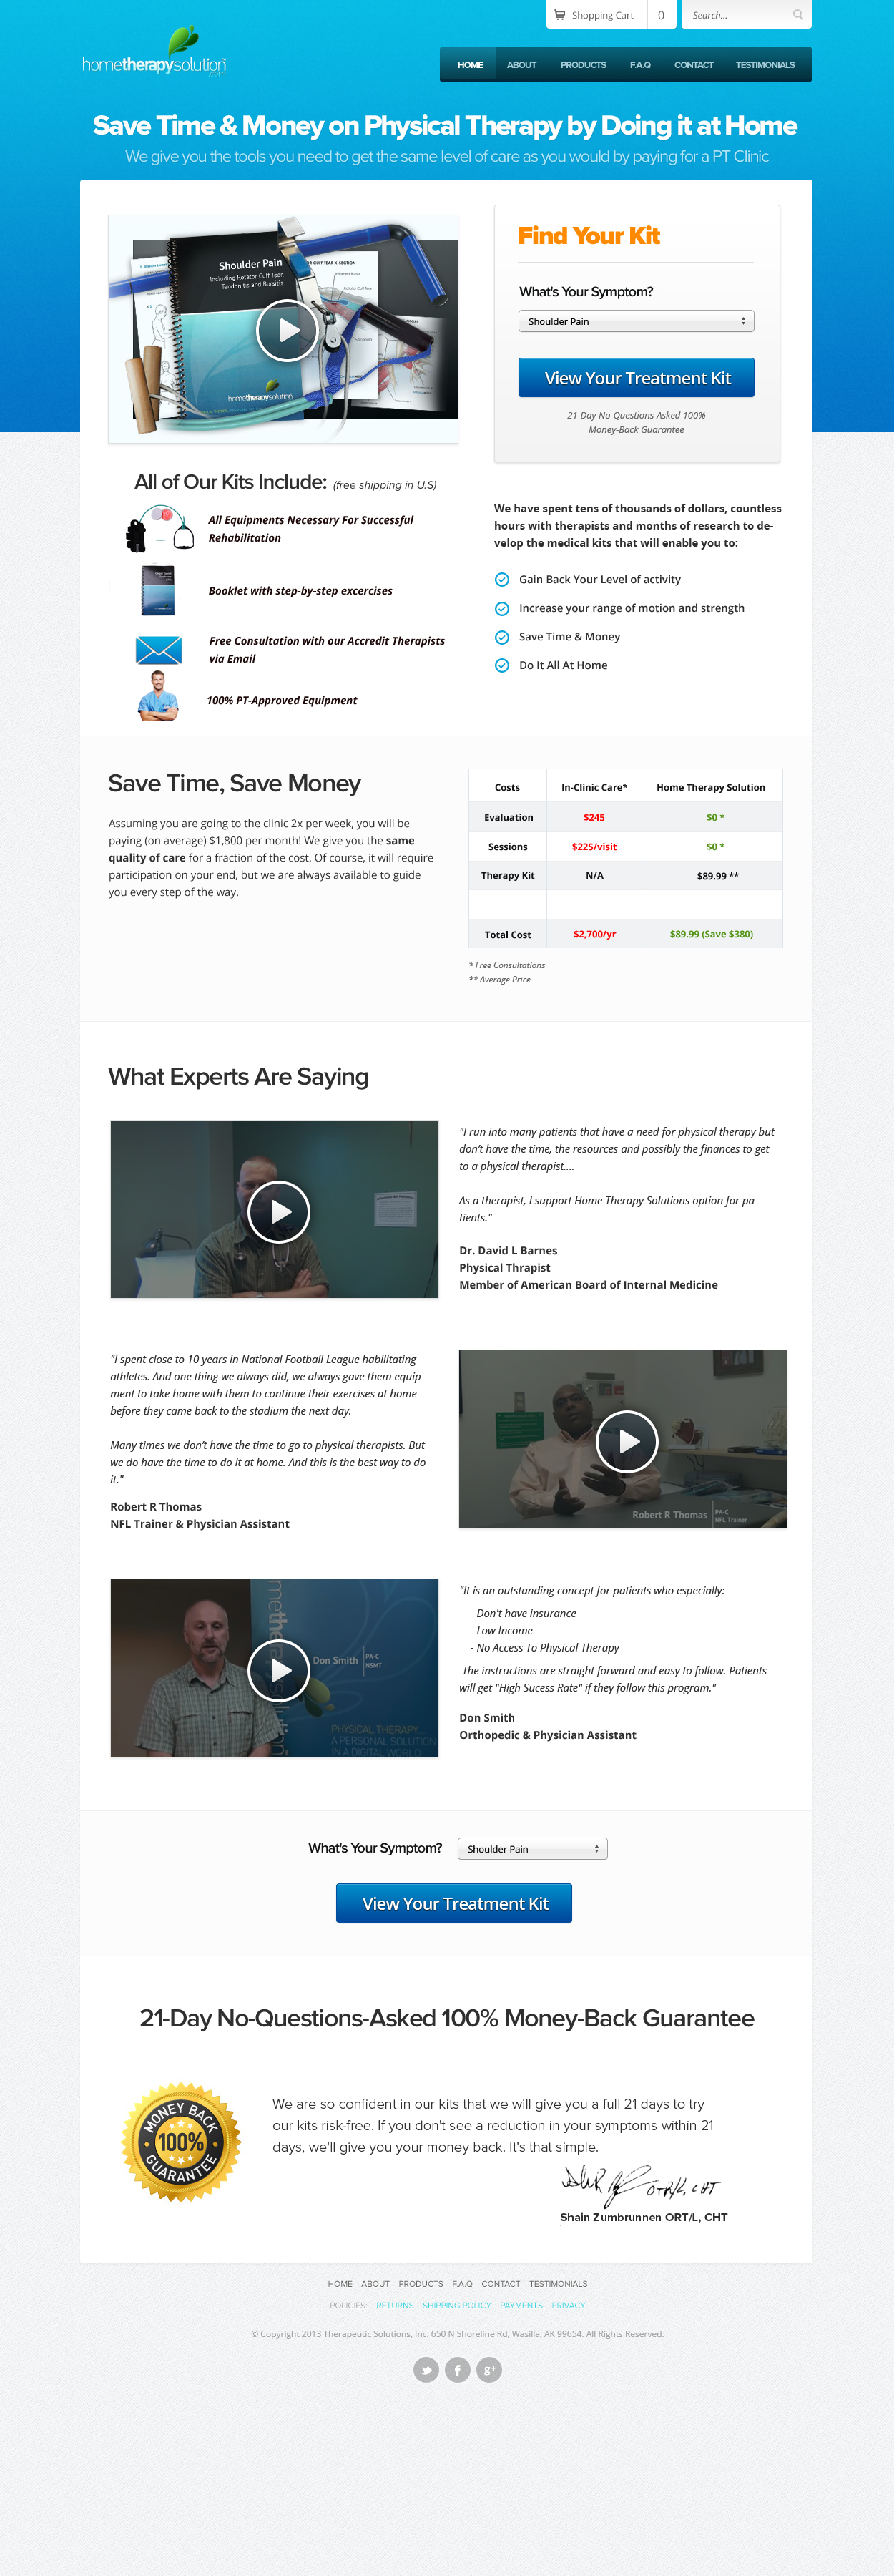 Shopping Cart 0 Search...
hometherapysolution
.com
HOME ABOUT PRODUCTS F.A.Q CONTACT TESTIMONIALS
Save Time & Money on Physical Therapy by Doing it at Home
We give you the tools you need to get the same level of care as you would by paying for a PT Clinic
Shoulder Pain
Including Rotator Cuff Tear,
Tendonitis and Bursitis
CUFF TEAR X-SECTION
hometherapysolution
Find Your Kit
What's Your Symptom?
Shoulder Pain
View Your Treatment Kit
21-Day No-Questions-Asked 100%
Money-Back Guarantee
All of Our Kits Include: (free shipping in U.S)
All Equipments Necessary For Successful
Rehabilitation
Booklet with step-by-step excercises
Free Consultation with our Accredit Therapists
via Email
100% PT-Approved Equipment
We have spent tens of thousands of dollars, countless
hours with therapists and months of research to de-
velop the medical kits that will enable you to:
Gain Back Your Level of activity
Increase your range of motion and strength
Save Time & Money
Do It All At Home
Save Time, Save Money
Assuming you are going to the clinic 2x per week, you will be
paying (on average) $1,800 per month! We give you the same
quality of care for a fraction of the cost. Of course, it will require
participation on your end, but we are always available to guide
you every step of the way.
Costs In-Clinic Care* Home Therapy Solution
Evaluation $245 $0 *
Sessions $225/visit $0 *
Therapy Kit N/A $89.99 **
Total Cost $2,700/yr $89.99 (Save $380)
* Free Consultations
** Average Price
What Experts Are Saying
"I run into many patients that have a need for physical therapy but
don't have the time, the resources and possibly the finances to get
to a physical therapist....
As a therapist, I support Home Therapy Solutions option for pa-
tients."
Dr. David L Barnes
Physical Thrapist
Member of American Board of Internal Medicine
"I spent close to 10 years in National Football League habilitating
athletes. And one thing we always did, we always gave them equip-
ment to take home with them to continue their exercises at home
before they came back to the stadium the next day.
Many times we don't have the time to go to physical therapists. But
we do have the time to do it at home. And this is the best way to do
it."
Robert R Thomas
NFL Trainer & Physician Assistant
Robert R Thomas
PA-C
NFL Trainer
metherapysolution
Don Smith
PA-C
NSMT
PHYSICAL THERAPY
A PERSONAL SOLUTION
IN A DIGITAL WORLD
"It is an outstanding concept for patients who especially:
- Don't have insurance
- Low Income
- No Access To Physical Therapy
The instructions are straight forward and easy to follow. Patients
will get "High Sucess Rate" if they follow this program."
Don Smith
Orthopedic & Physician Assistant
What's Your Symptom? Shoulder Pain
View Your Treatment Kit
21-Day No-Questions-Asked 100% Money-Back Guarantee
MONEY BACK
100%
GUARANTEE
We are so confident in our kits that we will give you a full 21 days to try
our kits risk-free. If you don't see a reduction in your symptoms within 21
days, we'll give you your money back. It's that simple.
OTR/L, CHT
Shain Zumbrunnen ORT/L, CHT
HOME ABOUT PRODUCTS F.A.Q CONTACT TESTIMONIALS
POLICIES: RETURNS SHIPPING POLICY PAYMENTS PRIVACY
© Copyright 2013 Therapeutic Solutions, Inc. 650 N Shoreline Rd, Wasilla, AK 99654. All Rights Reserved.